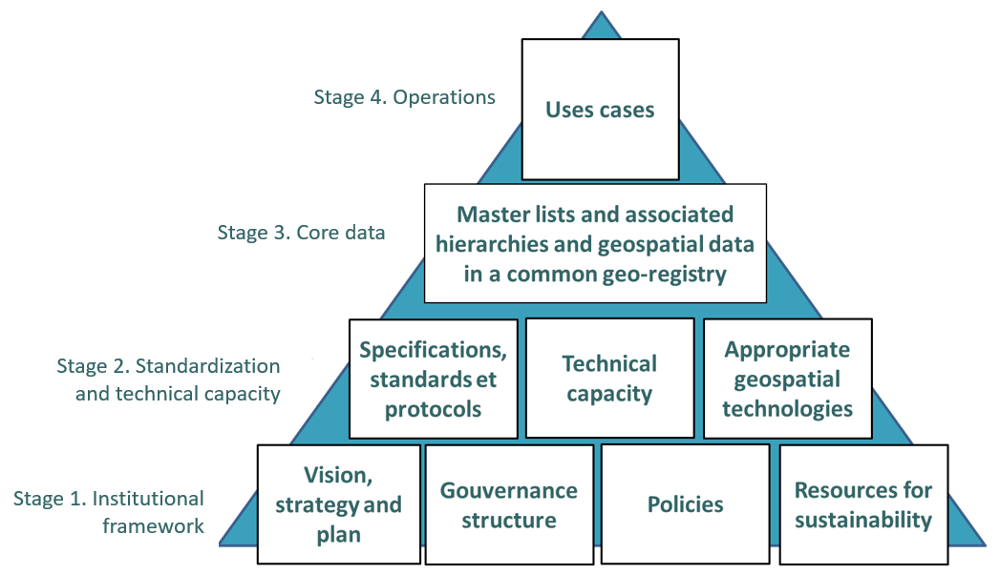 Stage 4. Operations
Uses cases
Stage 3. Core data
Master lists and associated
hierarchies and geospatial data
in a common geo-registry
Stage 2. Standardization
and technical capacity
Specifications,
standards et
protocols
Technical
capacity
Appropriate
geospatial
technologies
Stage 1. Institutional
framework
Vision,
strategy and
plan
Gouvernance
structure
Policies
Resources for
sustainability